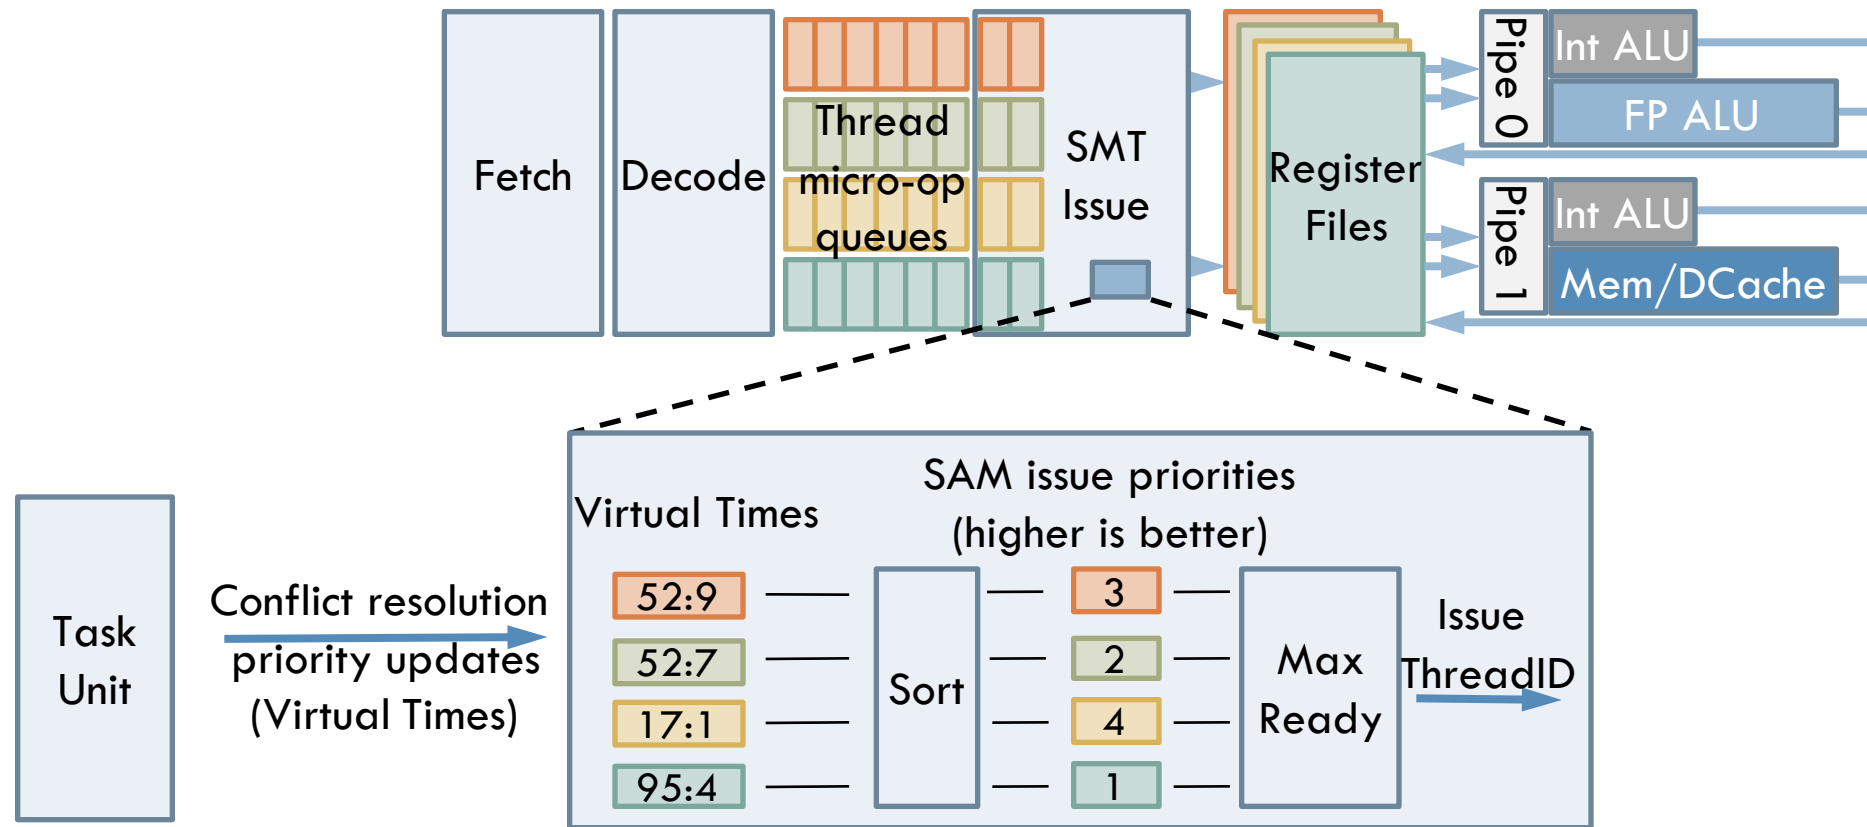 Fetch
Decode
Thread
micro-op
queues
SMT
Issue
Register
Files
Pipe 0
Int ALU
FP ALU
Pipe 1
Int ALU
Mem/DCache
Task
Unit
Conflict resolution
priority updates
(Virtual Times)
Virtual Times
SAM issue priorities
(higher is better)
52:9
52:7
17:1
95:4
Sort
3
2
4
1
Max
Ready
Issue
ThreadID